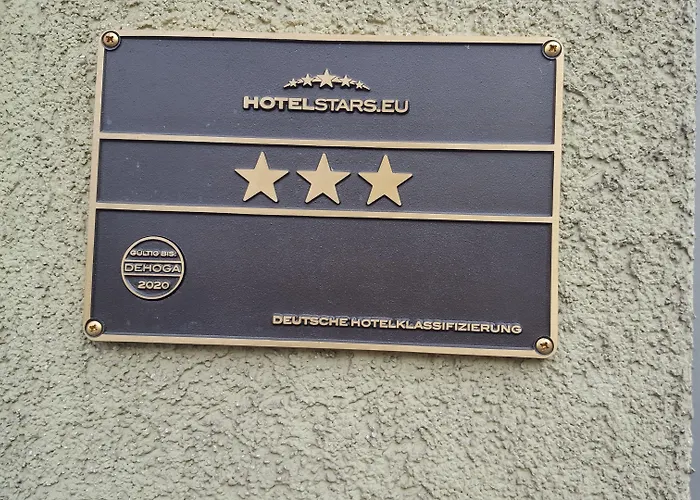 HOTELSTARS.EU
GÜLTIG BIS:
DEHOGA
2020
DEUTSCHE HOTELKLASSIFIZIERUNG